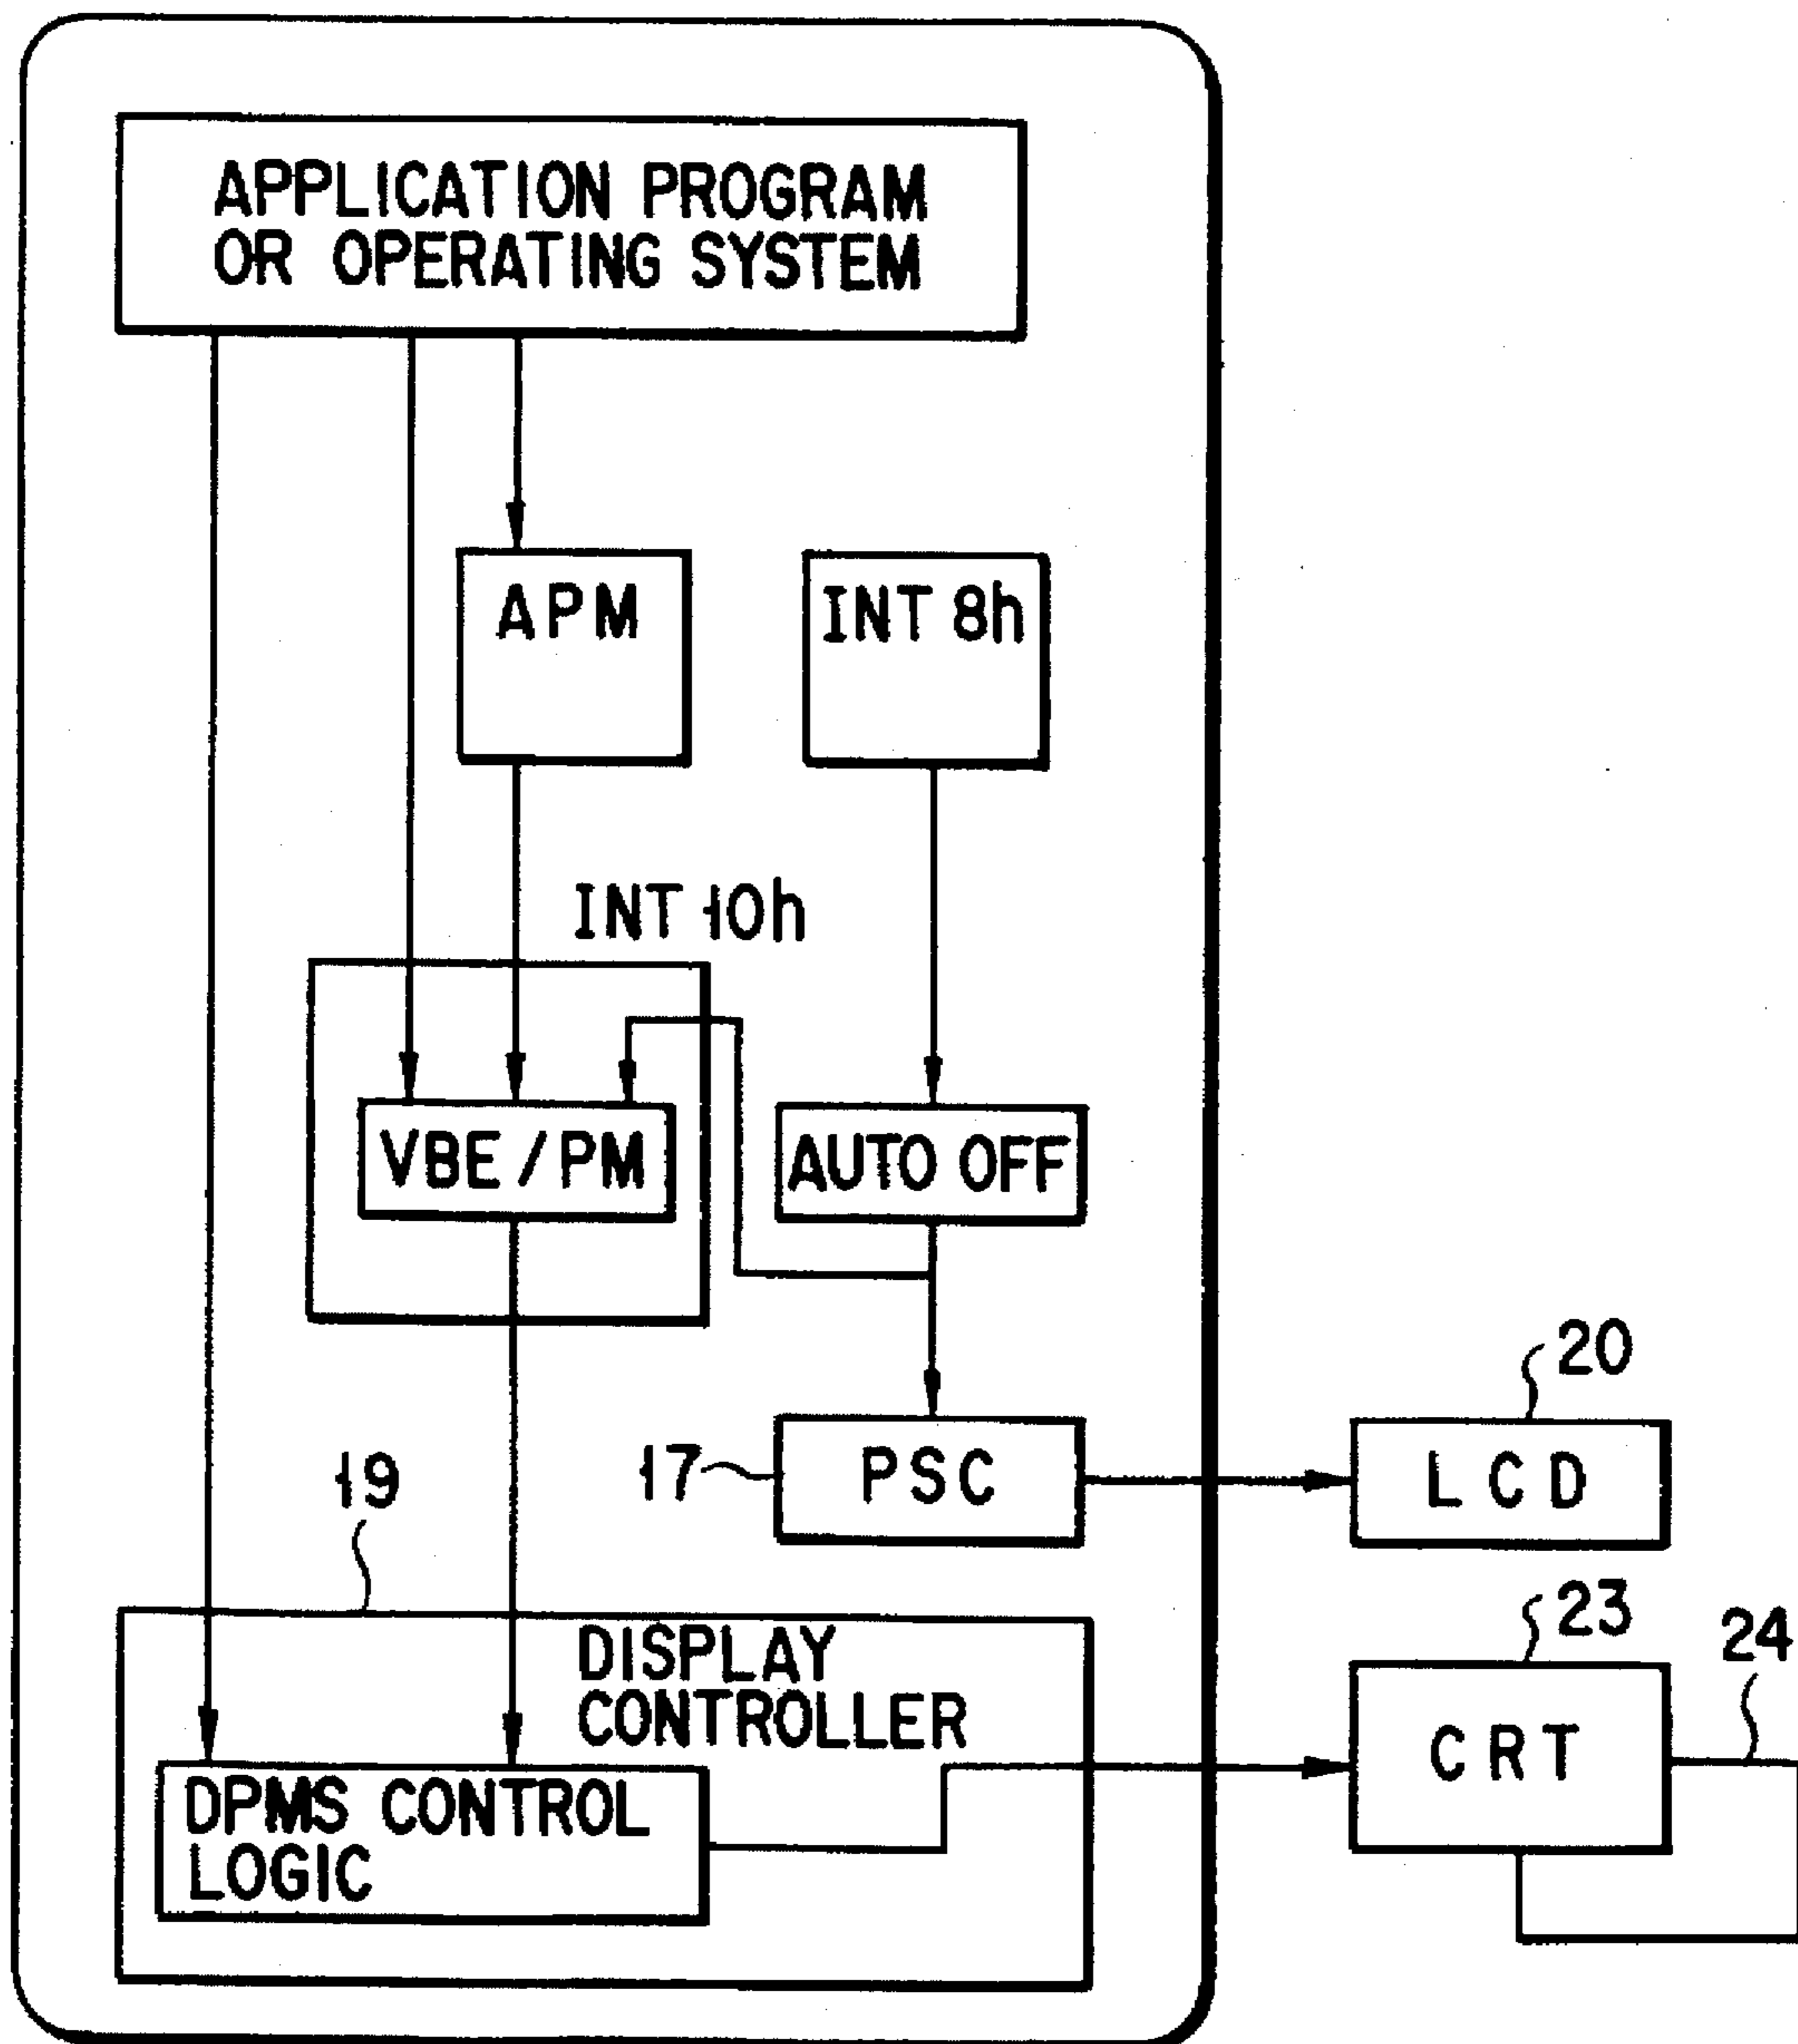 APPLICATION PROGRAM
OR OPERATING SYSTEM
APM
INT 8h
INT 10h
VBE/PM
AUTO OFF
20
17
PSC
LCD
19
23
24
DISPLAY
CONTROLLER
CRT
DPMS CONTROL
LOGIC